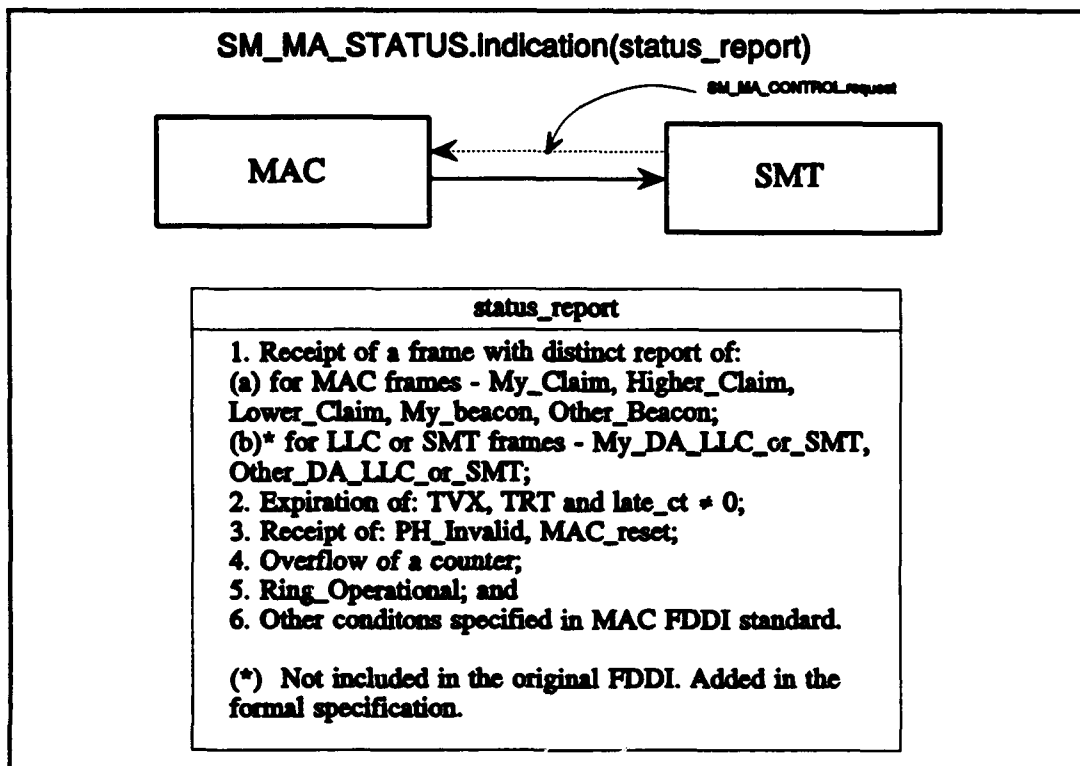 SM_MA_STATUS.indication(status_report)
SM_MA_CONTROL.request
MAC
SMT
status_report
1. Receipt of a frame with distinct report of:
(a) for MAC frames - My_Claim, Higher_Claim,
Lower_Claim, My_beacon, Other_Beacon;
(b)* for LLC or SMT frames - My_DA_LLC_or_SMT,
Other_DA_LLC_or_SMT;
2. Expiration of: TVX, TRT and late_ct ≠ 0;
3. Receipt of: PH_Invalid, MAC_reset;
4. Overflow of a counter;
5. Ring_Operational; and
6. Other conditons specified in MAC FDDI standard.
(*) Not included in the original FDDI. Added in the
formal specification.